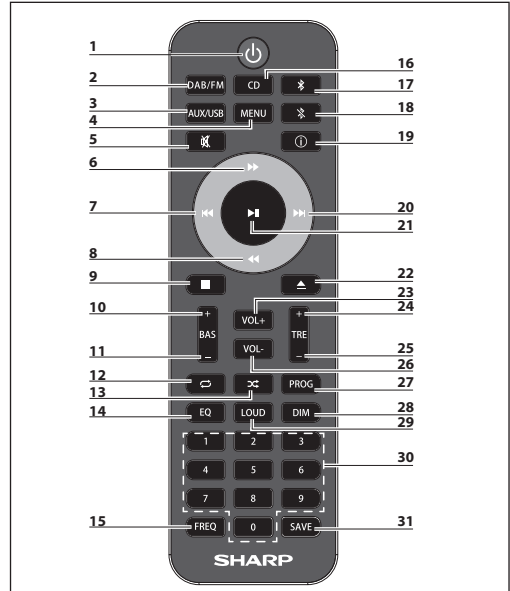 1
2 DAB/FM CD 16
17
3 AUX/USB MENU 18
4
5 19
6
7 20
21
8
9 22
23
10 + VOL+ + 24
BAS TRE
11 – VOL- – 25
26
12 PROG 27
13
14 EQ LOUD DIM 28
29
1 2 3
4 5 6 30
7 8 9
15 FREQ 0 SAVE 31
SHARP